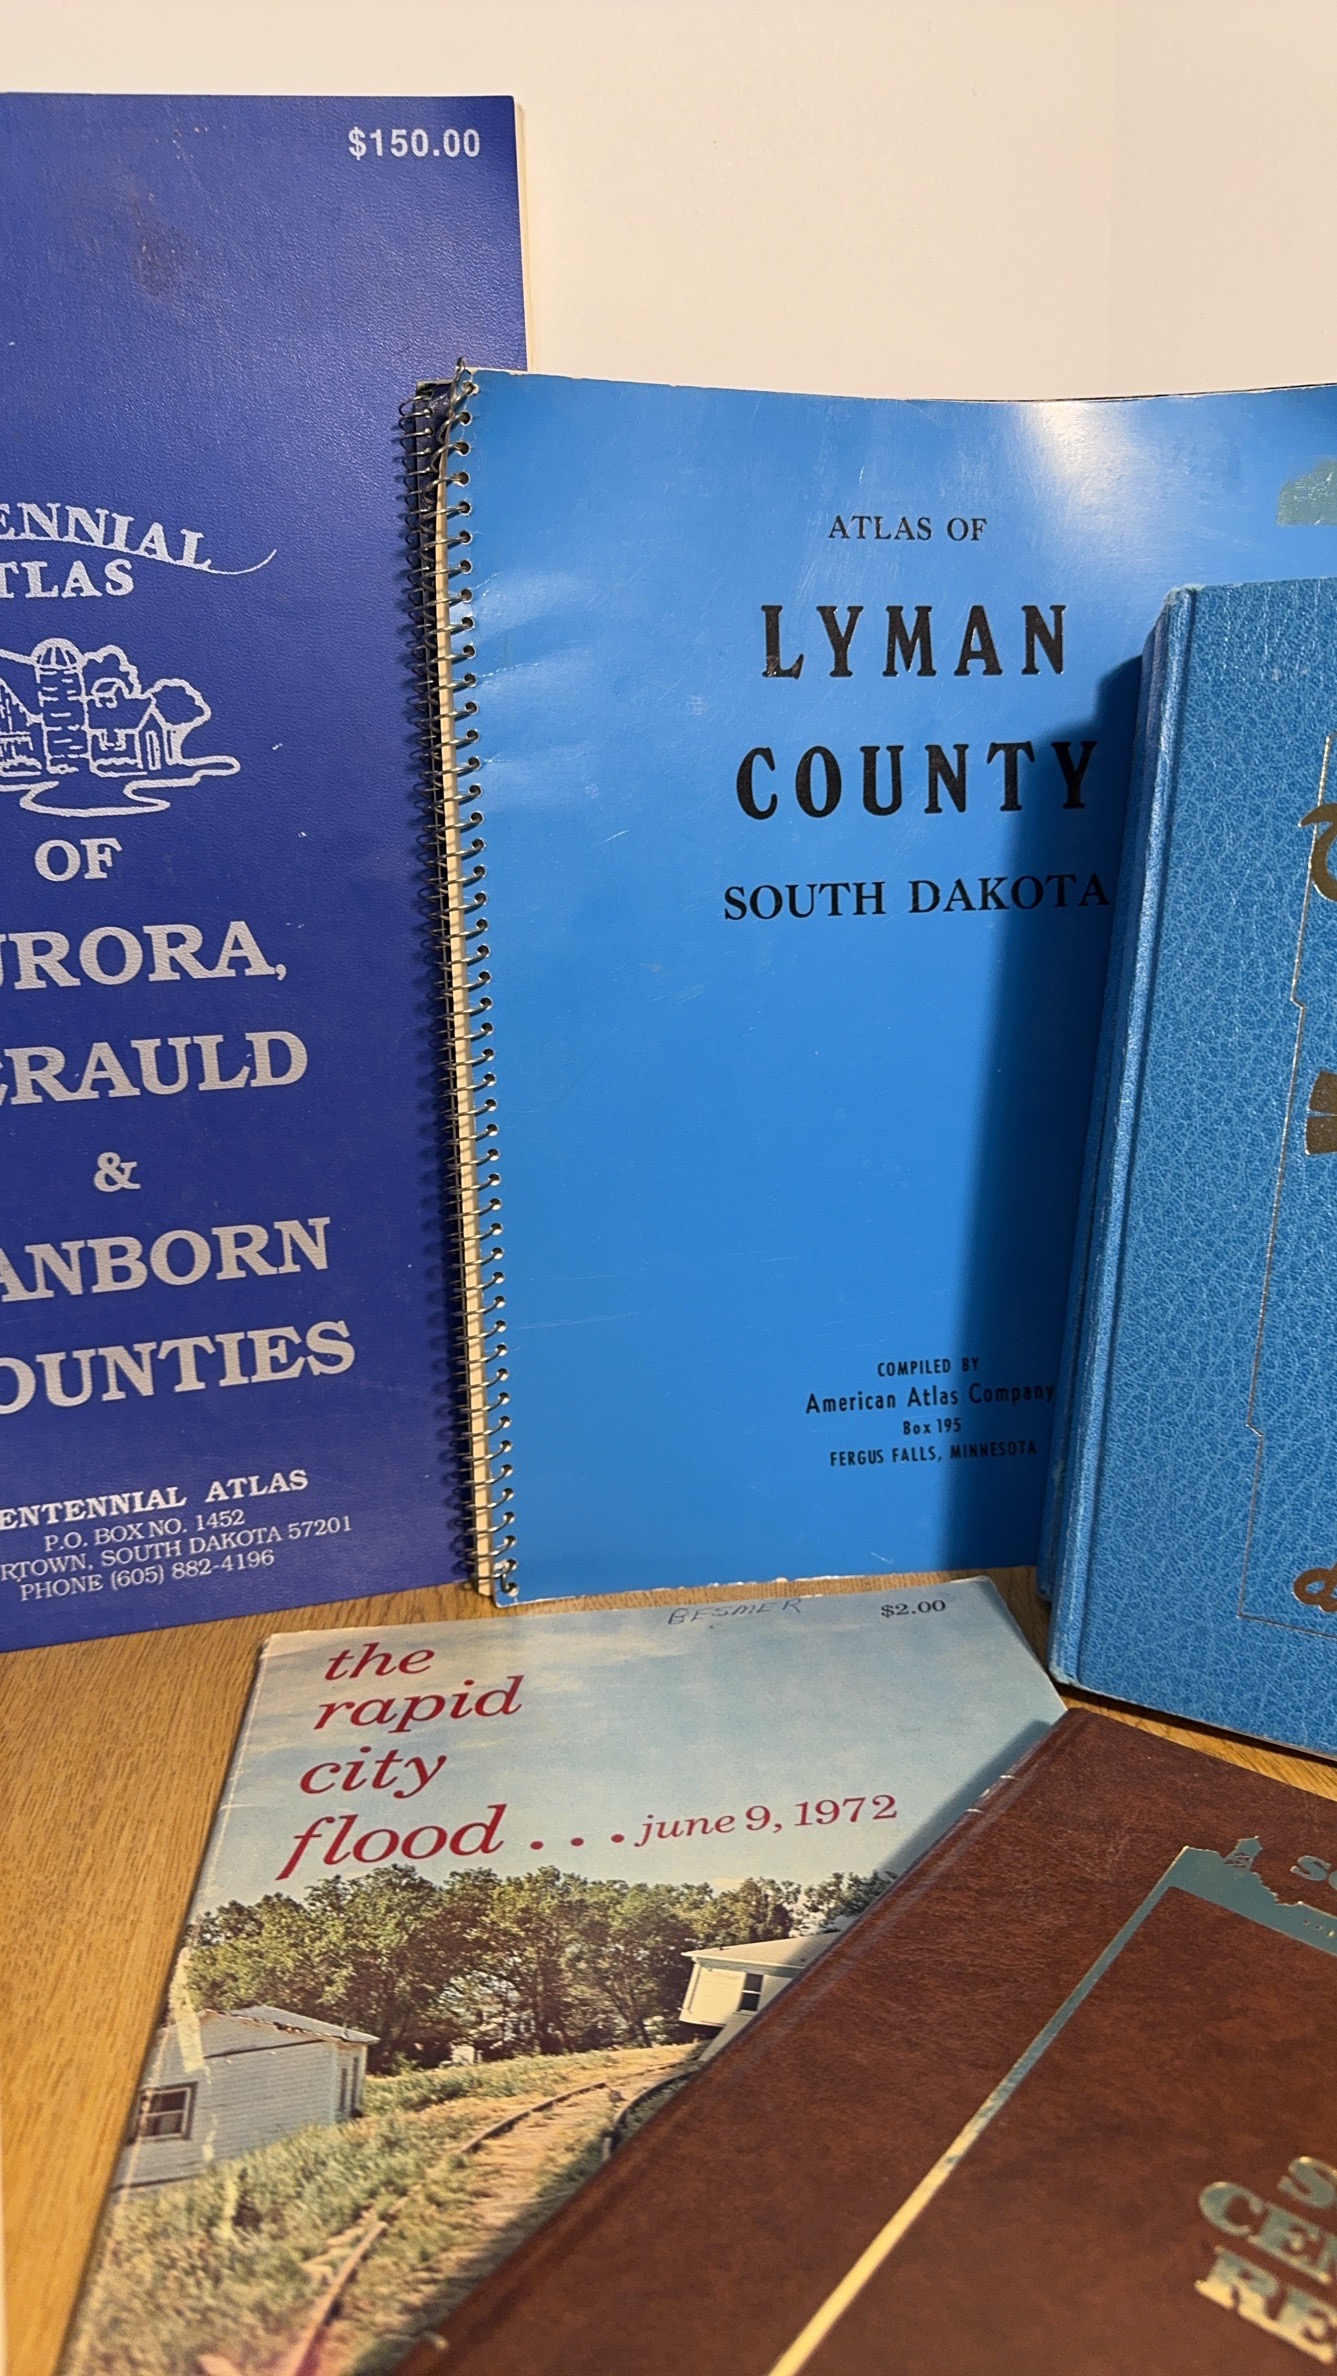 $150.00
ENNIAL
TLAS
OF
URORA,
ERAULD
&
ANBORN
OUNTIES
ENTENNIAL ATLAS
P.O. BOX NO. 1452
RTOWN, SOUTH DAKOTA 57201
PHONE (605) 882-4196
ATLAS OF
LYMAN
COUNTY
SOUTH DAKOTA
COMPILED BY
American Atlas Company
Box 195
FERGUS FALLS, MINNESOTA
BESMER
$2.00
the
rapid
city
flood... june 9, 1972
S
CEN
RE